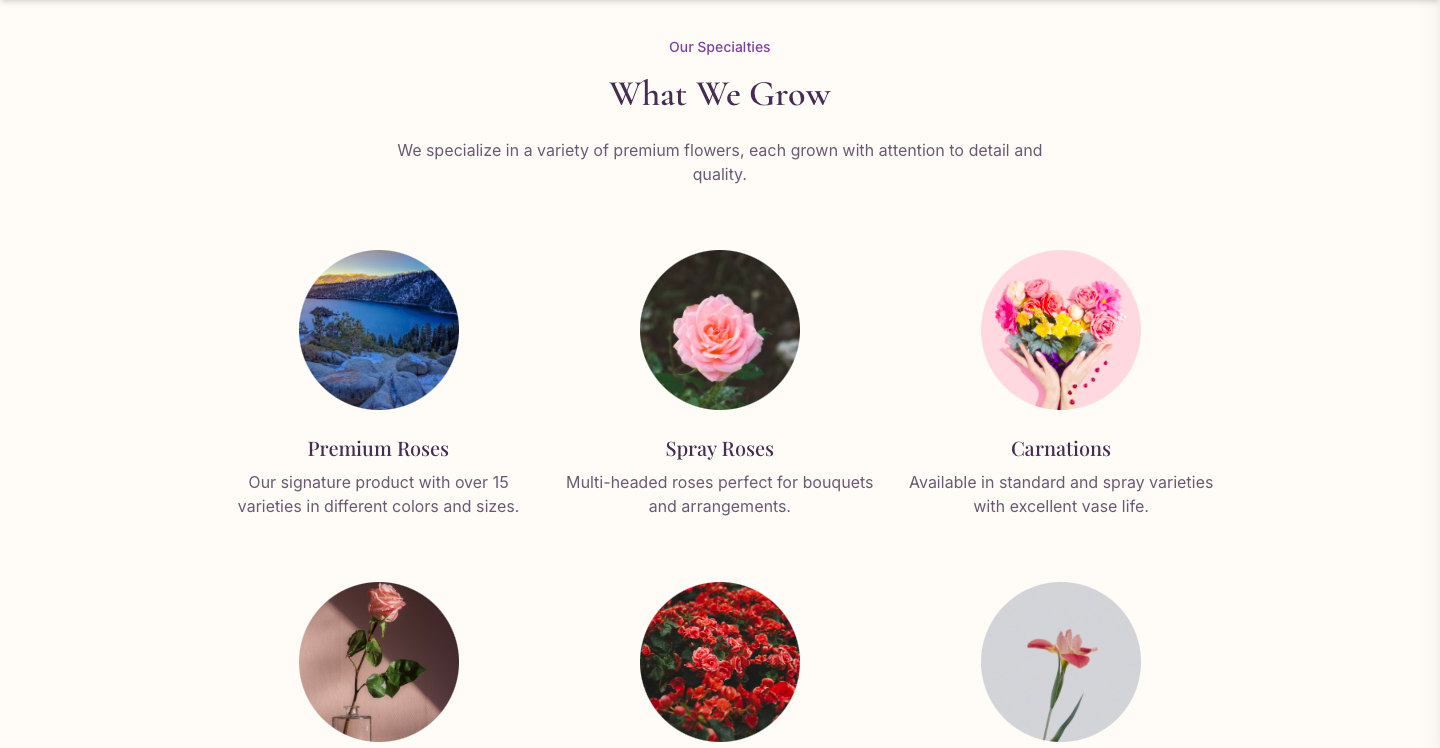 Our Specialties
What We Grow
We specialize in a variety of premium flowers, each grown with attention to detail and
quality.
Premium Roses
Our signature product with over 15
varieties in different colors and sizes.
Spray Roses
Multi-headed roses perfect for bouquets
and arrangements.
Carnations
Available in standard and spray varieties
with excellent vase life.